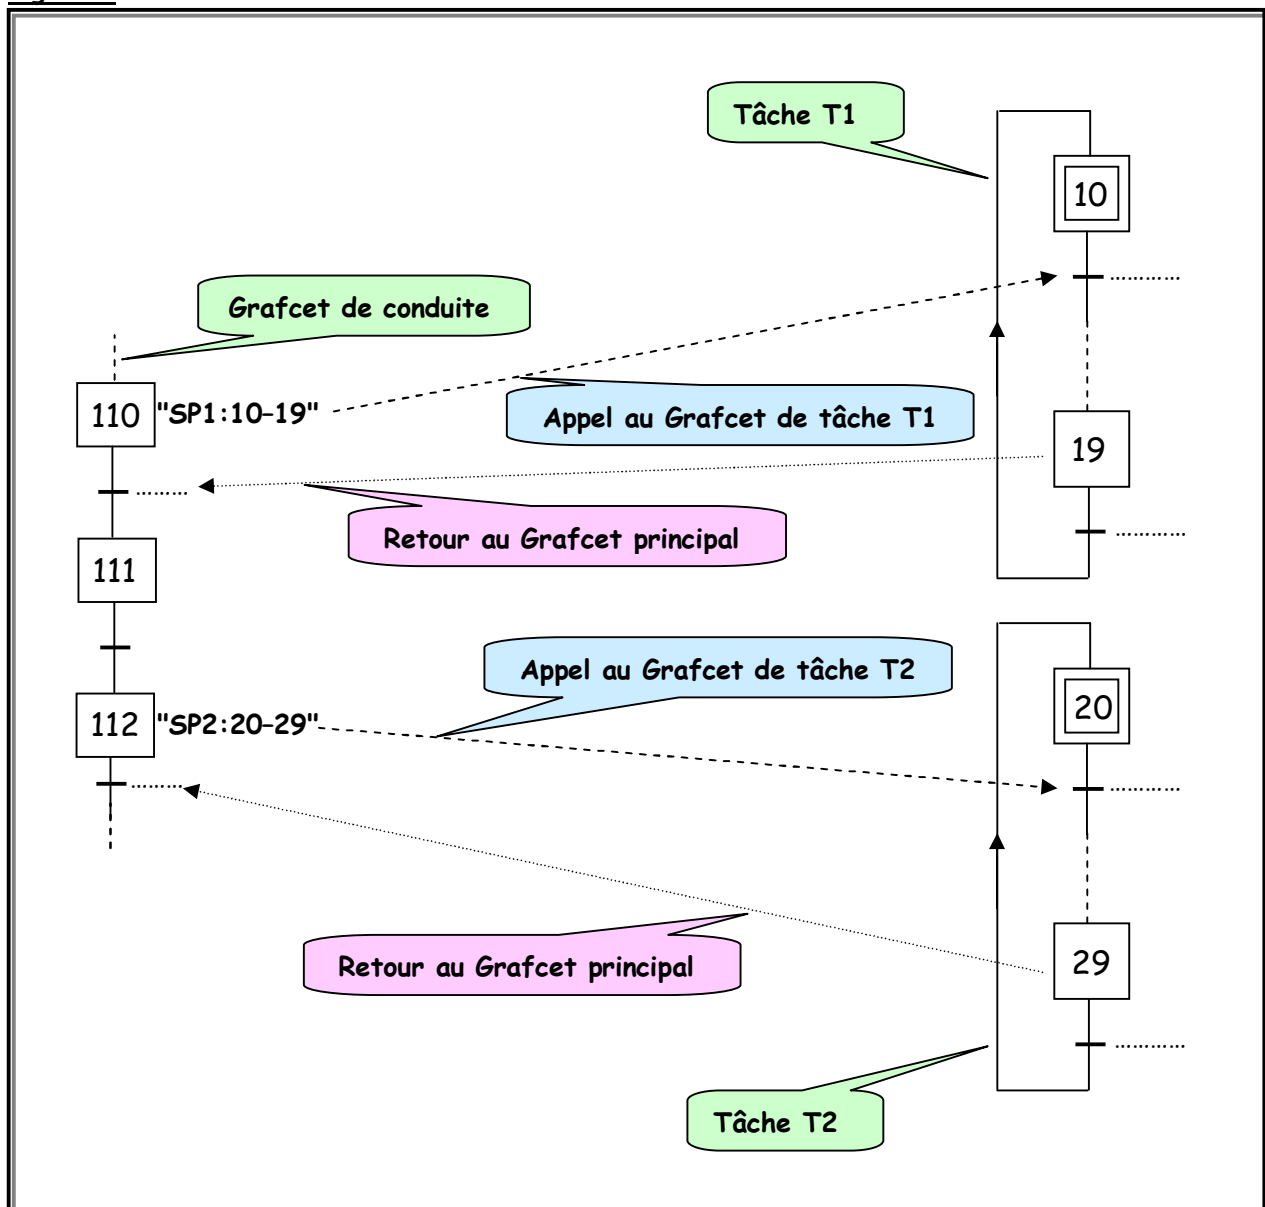 Tâche T1
10
............
Grafcet de conduite
110 "SP1:10-19"
Appel au Grafcet de tâche T1
19
.........
Retour au Grafcet principal
............
111
Appel au Grafcet de tâche T2
20
112 "SP2:20-29"
.........
............
Retour au Grafcet principal
29
............
Tâche T2